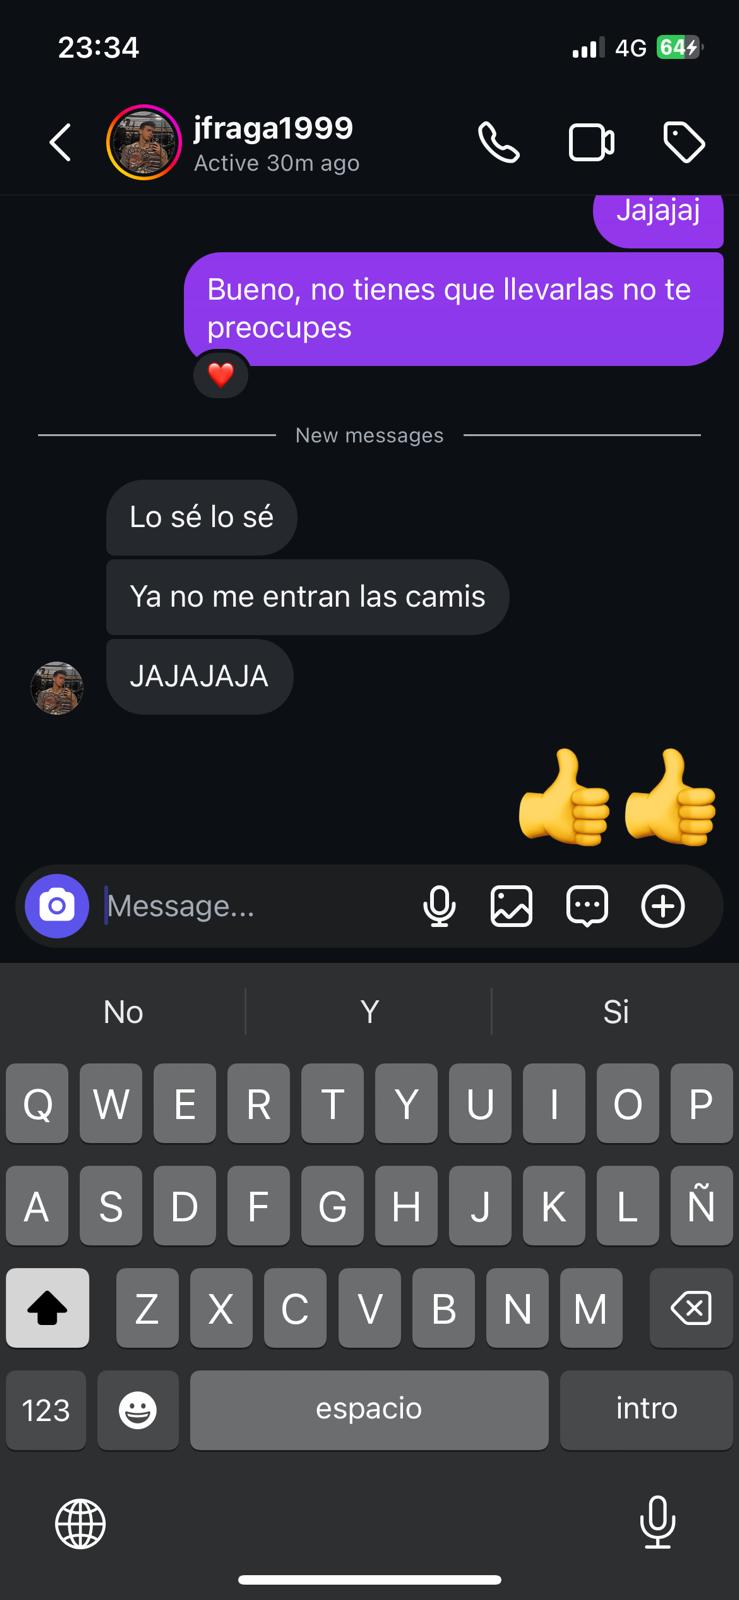 23:34
4G
64
jfraga1999
Active 30m ago
Jajajaj
Bueno, no tienes que llevarlas no te
preocupes
New messages
Lo sé lo sé
Ya no me entran las camis
JAJAJAJA
Message...
No Y Si
Q W E R T Y U I O P
A S D F G H J K L Ñ
Z X C V B N M
123 espacio intro